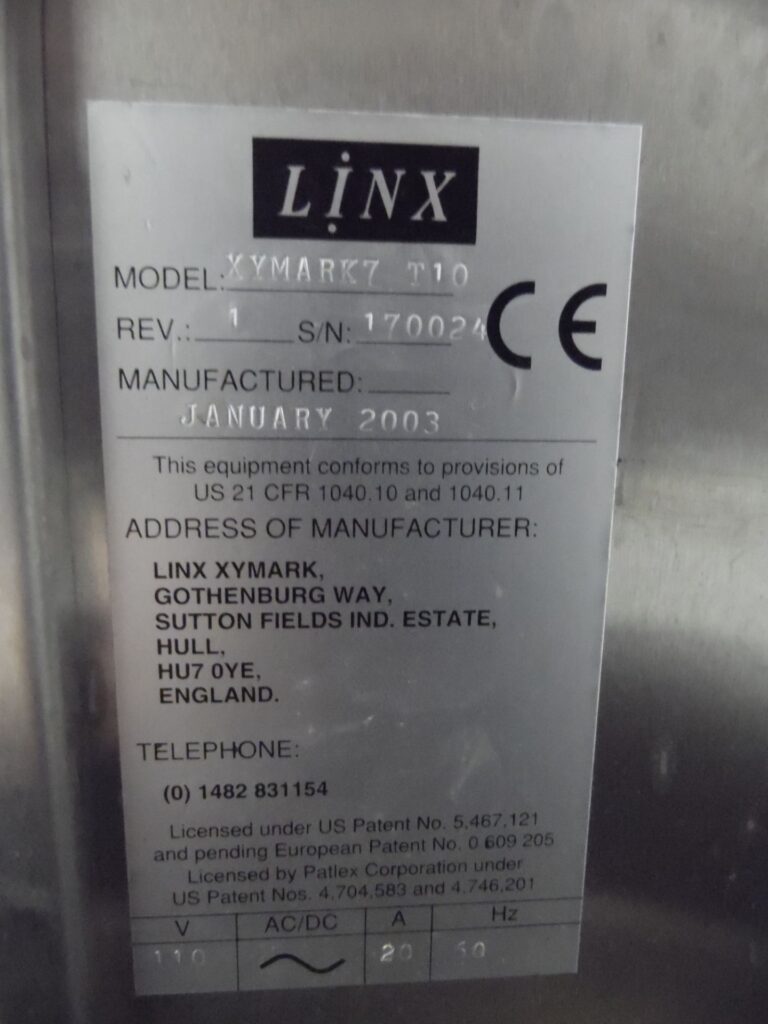 LINX
MODEL: XYMARK7 T10
REV.: 1 S/N: 170024
CE
MANUFACTURED:
JANUARY 2003
This equipment conforms to provisions of
US 21 CFR 1040.10 and 1040.11
ADDRESS OF MANUFACTURER:
LINX XYMARK,
GOTHENBURG WAY,
SUTTON FIELDS IND. ESTATE,
HULL,
HU7 0YE,
ENGLAND.
TELEPHONE:
(0) 1482 831154
Licensed under US Patent No. 5,467,121
and pending European Patent No. 0 609 205
Licensed by Patlex Corporation under
US Patent Nos. 4,704,583 and 4,746,201
V AC/DC A Hz
110 20